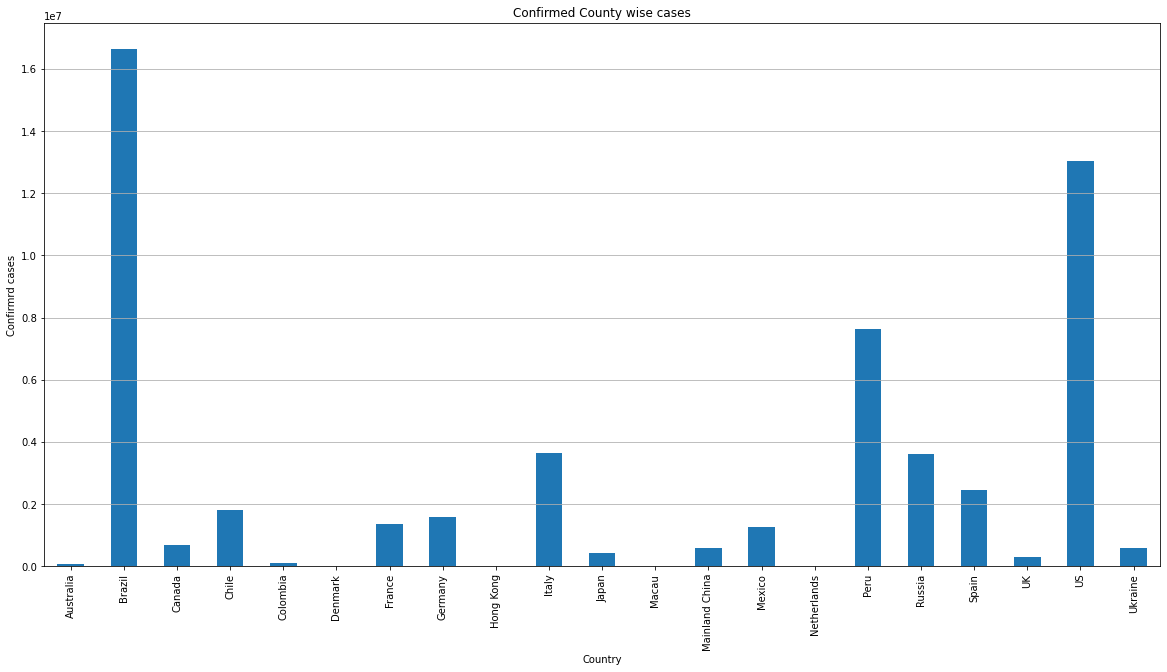 Confirmed County wise cases
1e7
1.6
1.4
1.2
1.0
0.8
0.6
0.4
0.2
0.0
Confirmrd cases
Australia
Brazil
Canada
Chile
Colombia
Denmark
France
Germany
Hong Kong
Italy
Japan
Macau
Mainland China
Mexico
Netherlands
Peru
Russia
Spain
UK
US
Ukraine
Country